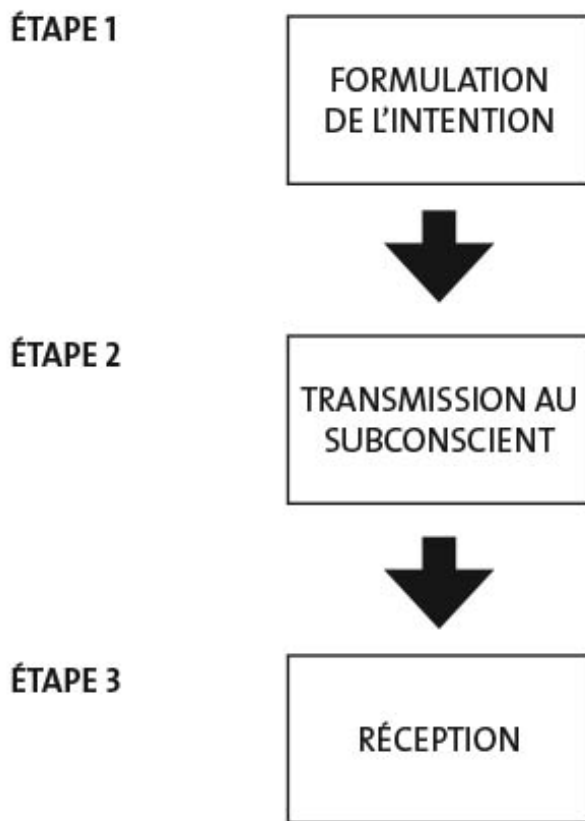 ÉTAPE 1
FORMULATION
DE L'INTENTION
ÉTAPE 2
TRANSMISSION AU
SUBCONSCIENT
ÉTAPE 3
RÉCEPTION